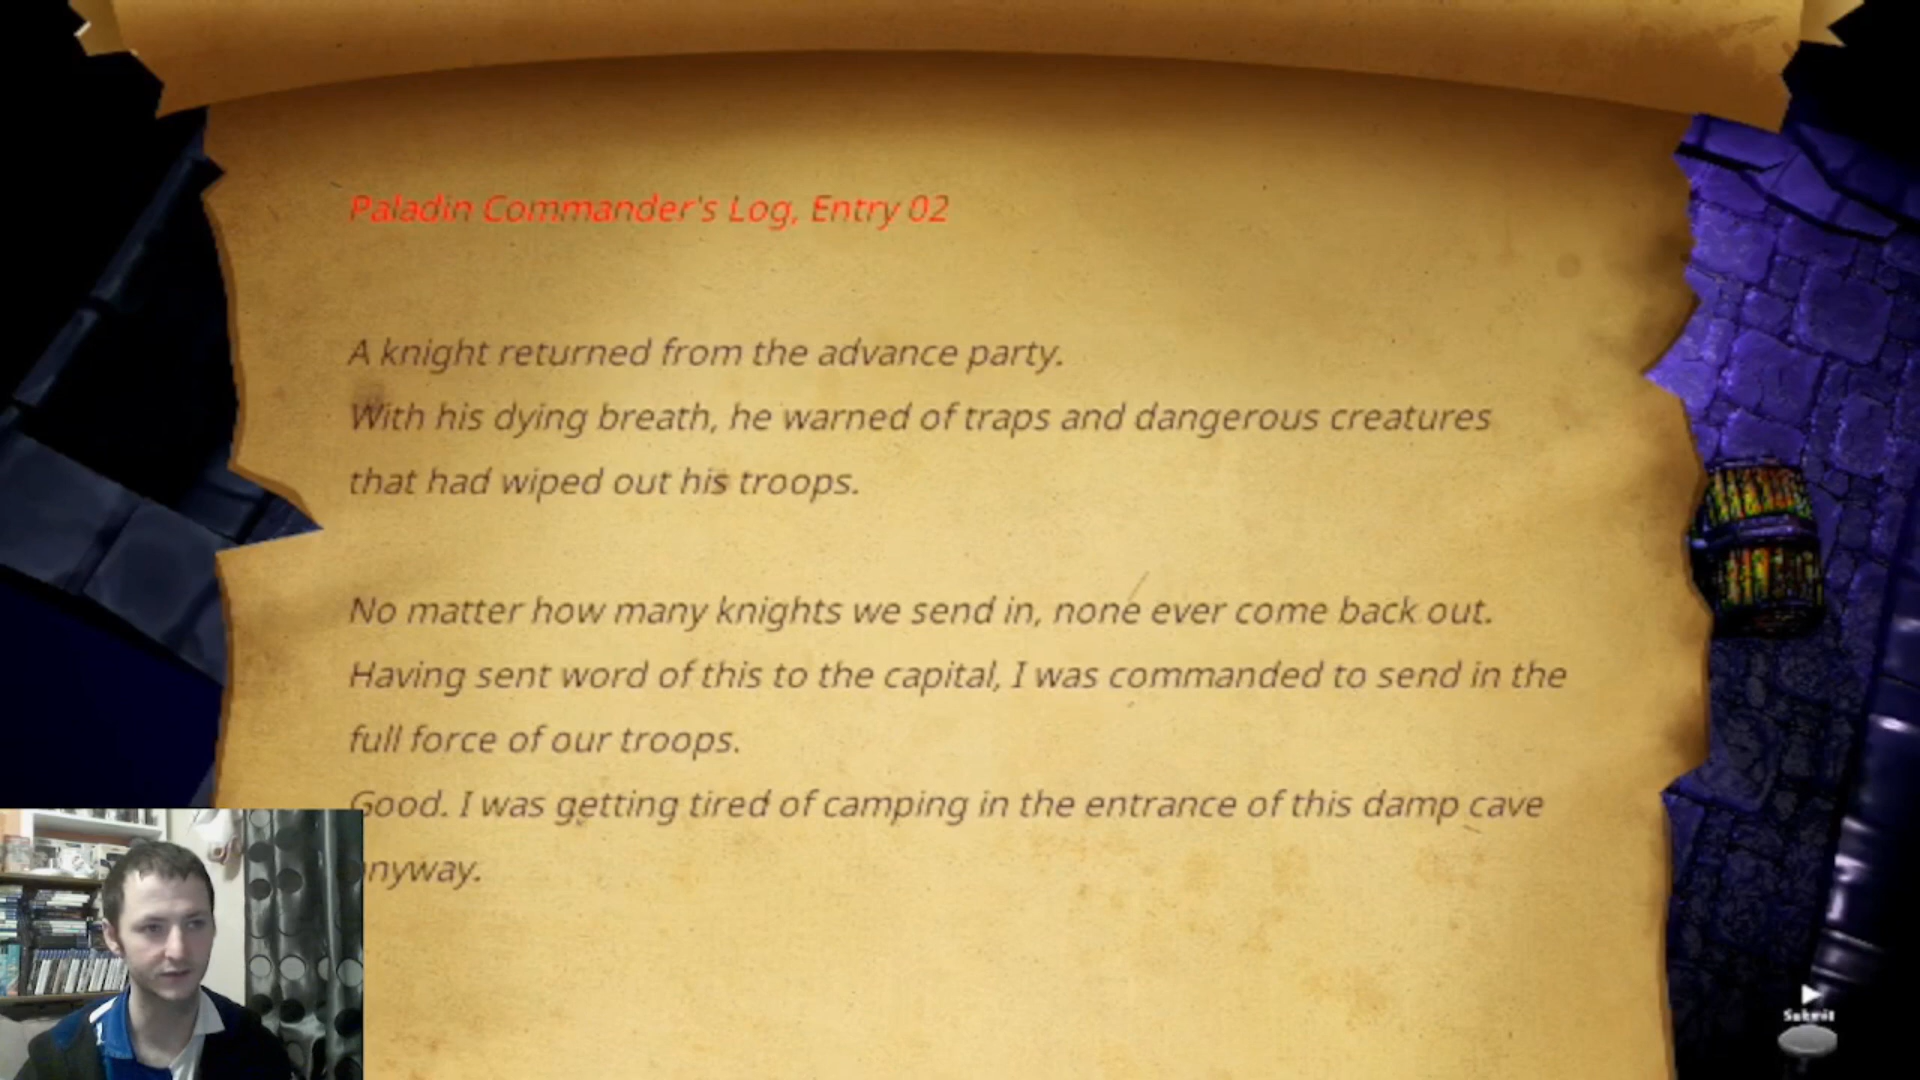 Paladin Commander's Log, Entry 02
A knight returned from the advance party.
With his dying breath, he warned of traps and dangerous creatures
that had wiped out his troops.
No matter how many knights we send in, none ever come back out.
Having sent word of this to the capital, I was commanded to send in the
full force of our troops.
Good. I was getting tired of camping in the entrance of this damp cave
anyway.
Submit